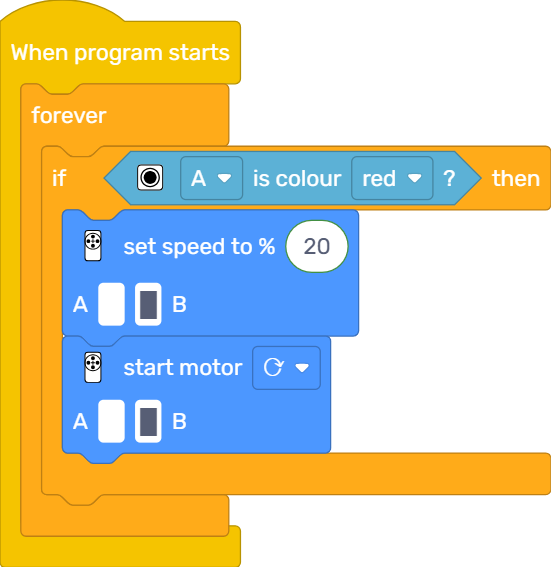 When program starts
forever
if A is colour red ? then
set speed to % 20
A B
start motor
A B